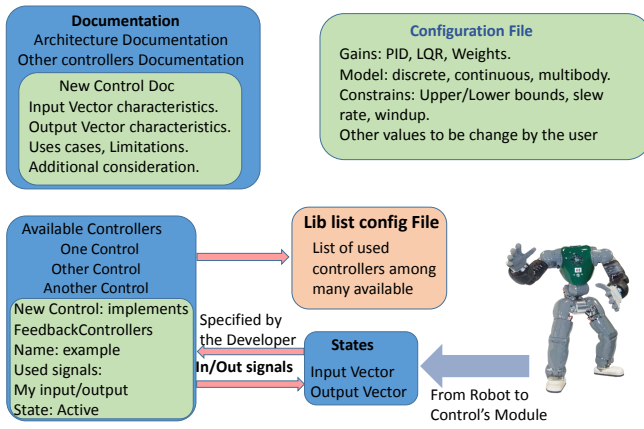 Documentation
Architecture Documentation
Other controllers Documentation
New Control Doc
Input Vector characteristics.
Output Vector characteristics.
Uses cases, Limitations.
Additional consideration.
Configuration File
Gains: PID, LQR, Weights.
Model: discrete, continuous, multibody.
Constrains: Upper/Lower bounds, slew
rate, windup.
Other values to be change by the user
Available Controllers
One Control
Other Control
Another Control
New Control: implements
FeedbackControllers
Name: example
Used signals:
My input/output
State: Active
Lib list config File
List of used
controllers among
many available
Specified by
the Developer
In/Out signals
States
Input Vector
Output Vector
From Robot to
Control's Module